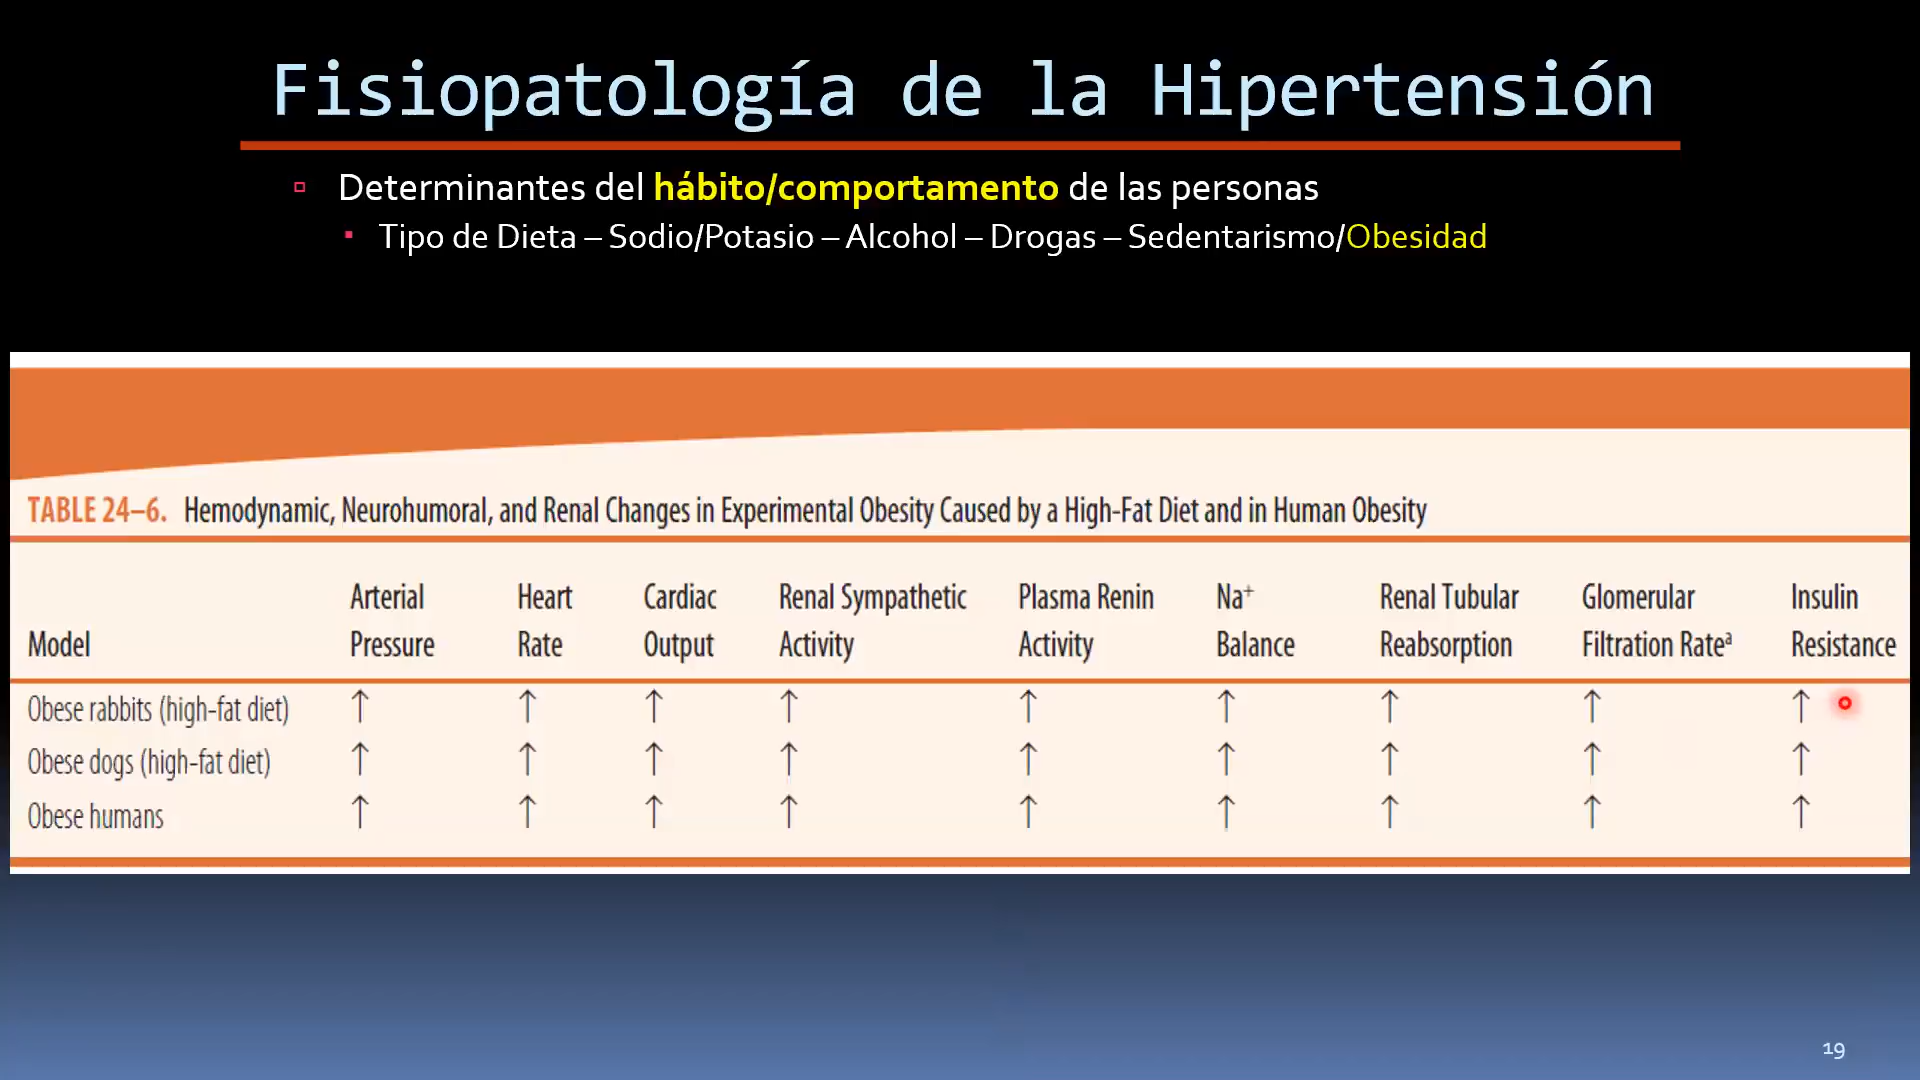 Fisiopatología de la Hipertensión
Determinantes del hábito/comportamento de las personas
Tipo de Dieta – Sodio/Potasio – Alcohol – Drogas – Sedentarismo/Obesidad
TABLE 24–6. Hemodynamic, Neurohumoral, and Renal Changes in Experimental Obesity Caused by a High-Fat Diet and in Human Obesity
Model Arterial Pressure Heart Rate Cardiac Output Renal Sympathetic Activity Plasma Renin Activity Na⁺ Balance Renal Tubular Reabsorption Glomerular Filtration Rateᵃ Insulin Resistance
Obese rabbits (high-fat diet) ↑ ↑ ↑ ↑ ↑ ↑ ↑ ↑ ↑
Obese dogs (high-fat diet) ↑ ↑ ↑ ↑ ↑ ↑ ↑ ↑ ↑
Obese humans ↑ ↑ ↑ ↑ ↑ ↑ ↑ ↑ ↑
19